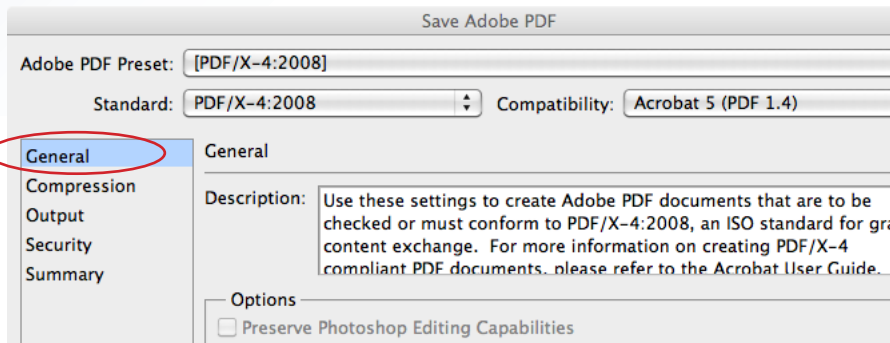 Save Adobe PDF
Adobe PDF Preset: [PDF/X-4:2008]
Standard: PDF/X-4:2008 Compatibility: Acrobat 5 (PDF 1.4)
General
Compression
Output
Security
Summary
General
Description: Use these settings to create Adobe PDF documents that are to be
checked or must conform to PDF/X-4:2008, an ISO standard for
content exchange. For more information on creating PDF/X-4
compliant PDF documents, please refer to the Acrobat User Guide.
Options
Preserve Photoshop Editing Capabilities